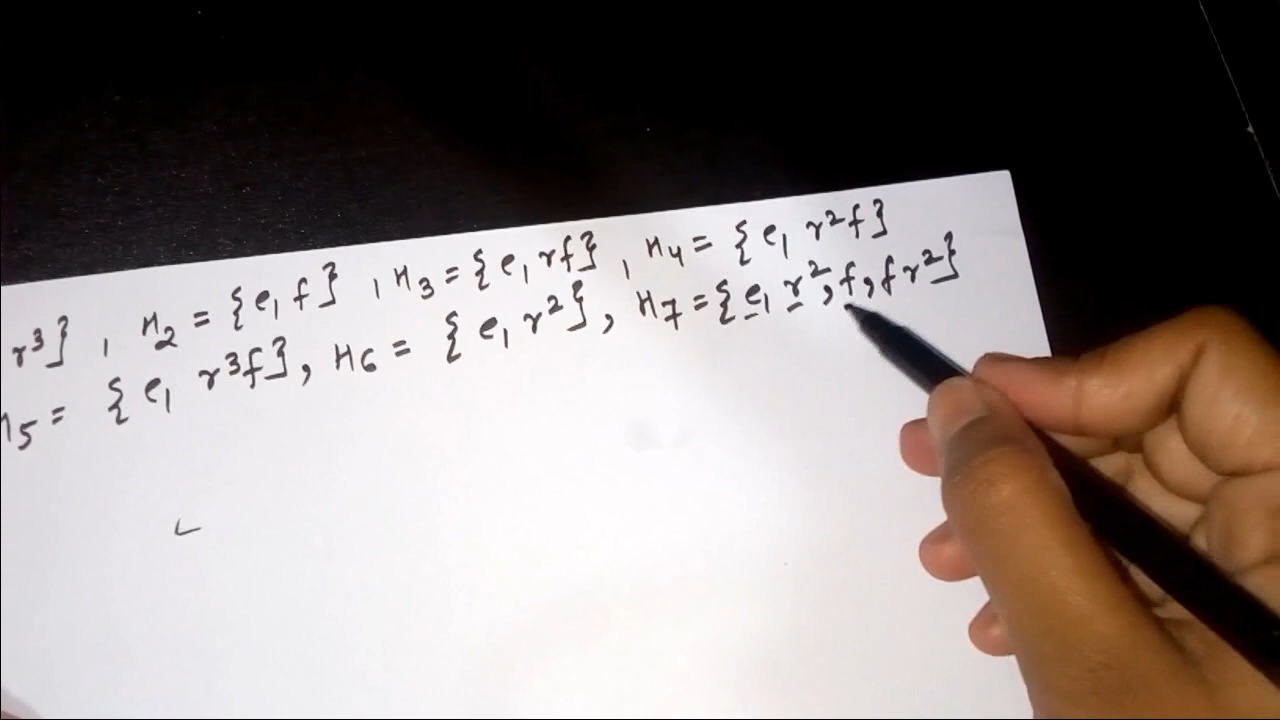 r³} , H₂ = {e, f} , H₃ = {e, rf} , H₄ = {e, r²f}
H₅ = {e, r³f}, H₆ = {e, r²}, H₇ = {e, r², f, fr²}